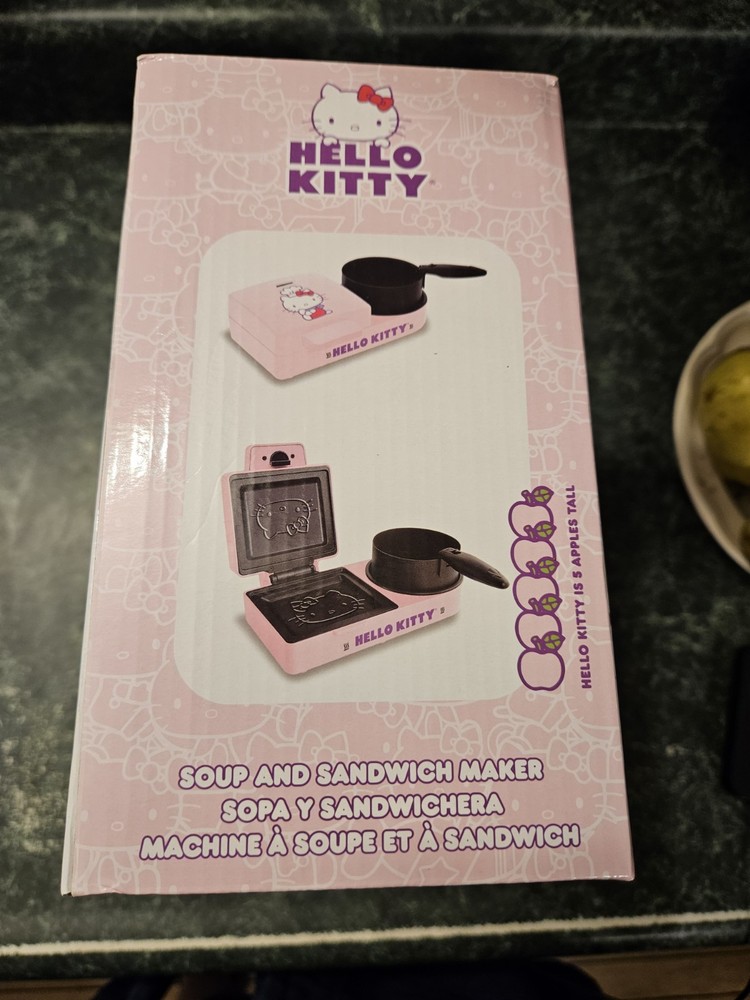 HELLO
KITTY
HELLO KITTY
HELLO KITTY
HELLO KITTY IS 5 APPLES TALL
SOUP AND SANDWICH MAKER
SOPA Y SANDWICHERA
MACHINE À SOUPE ET À SANDWICH